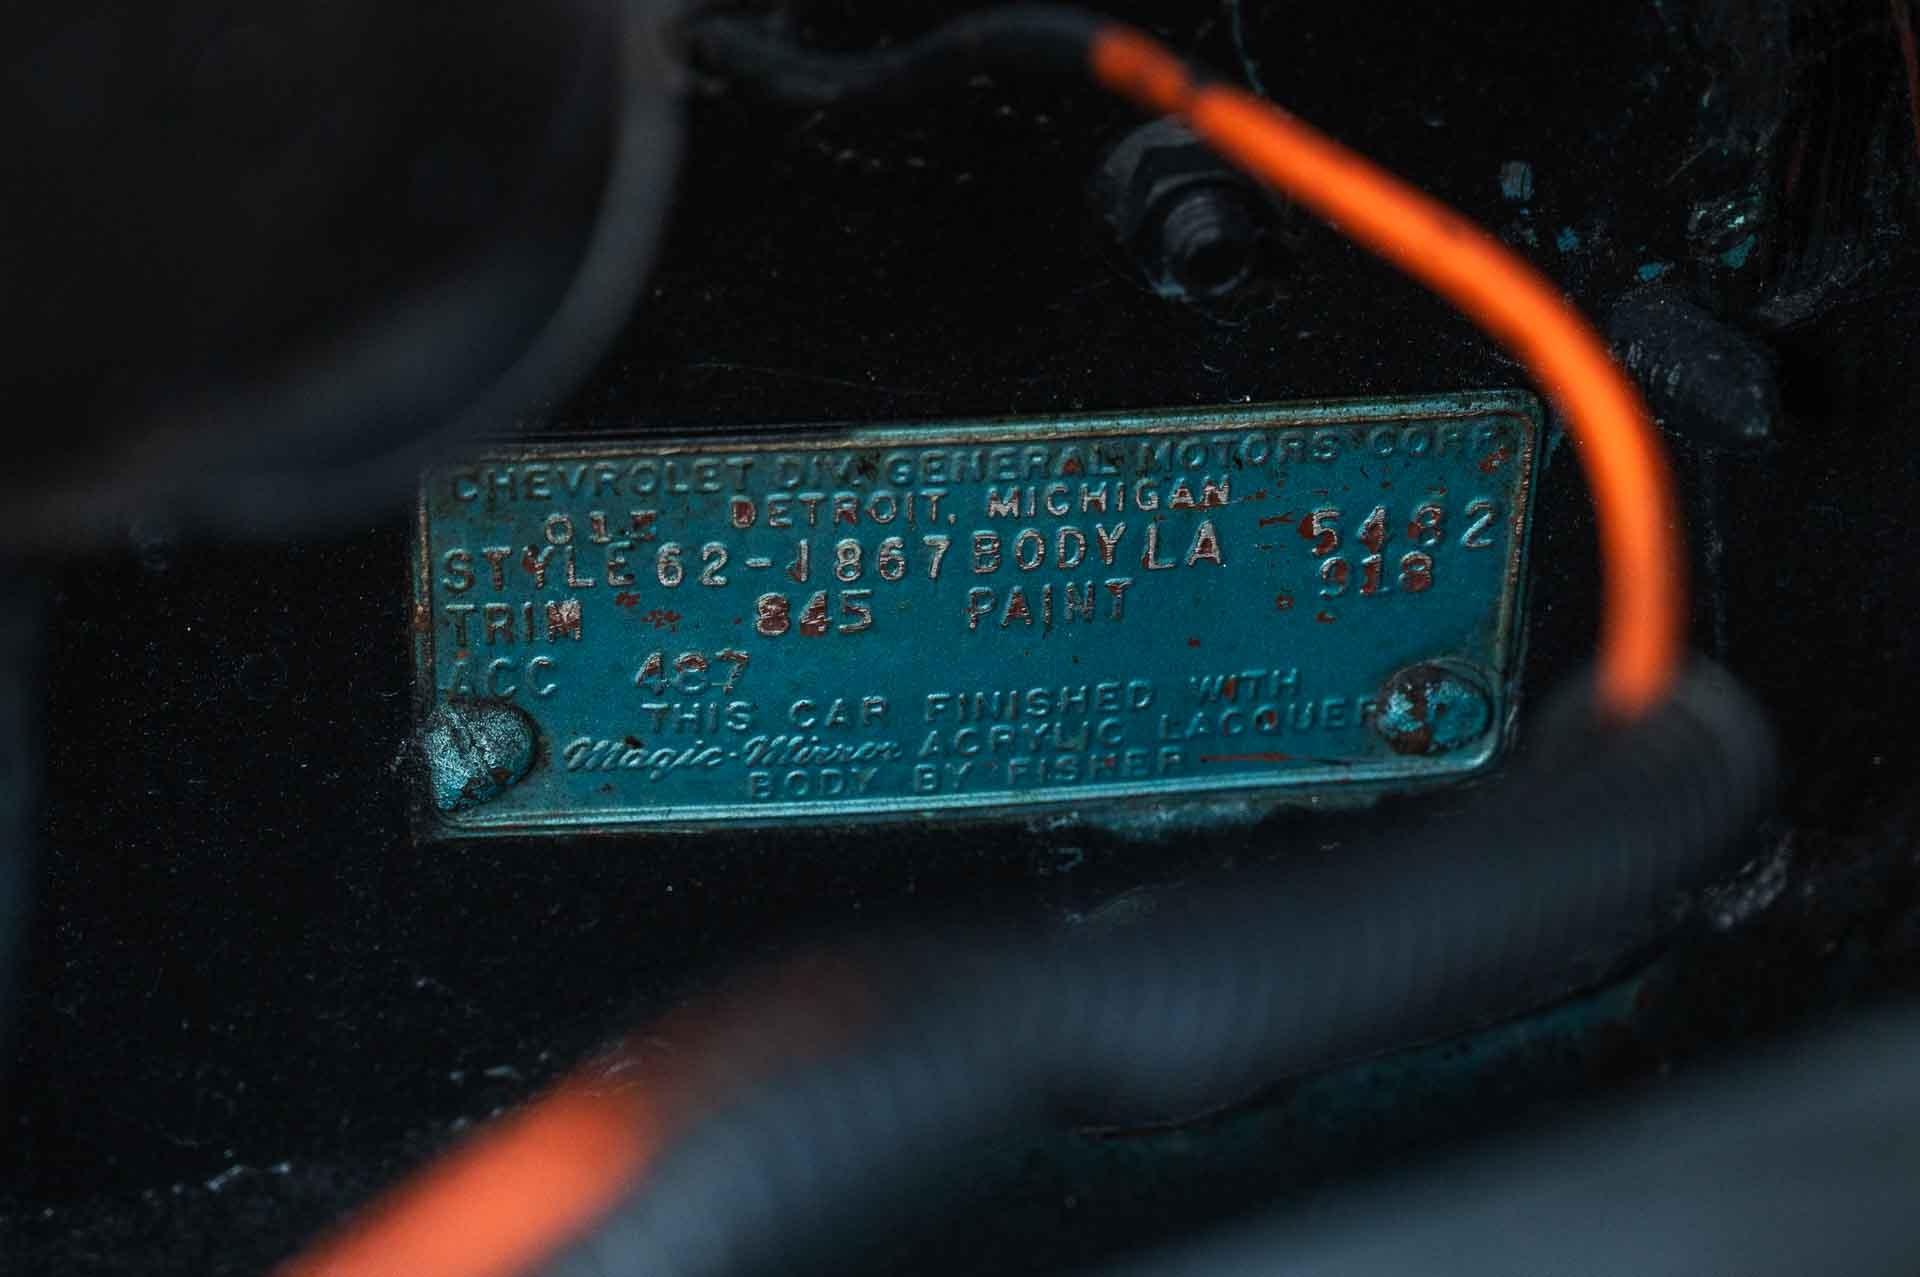 CHEVROLET DIV. GENERAL MOTORS CORP.
DETROIT, MICHIGAN
STYLE 62-1867 BODY LA 5482
TRIM 845 PAINT 918
ACC 487
THIS CAR FINISHED WITH
Magic-Mirror ACRYLIC LACQUER
BODY BY FISHER